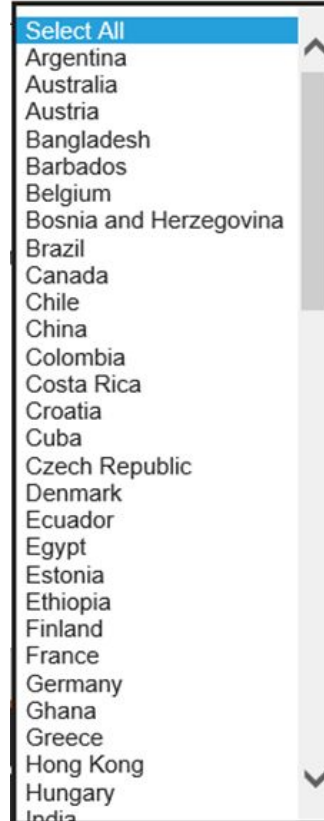 Select All
Argentina
Australia
Austria
Bangladesh
Barbados
Belgium
Bosnia and Herzegovina
Brazil
Canada
Chile
China
Colombia
Costa Rica
Croatia
Cuba
Czech Republic
Denmark
Ecuador
Egypt
Estonia
Ethiopia
Finland
France
Germany
Ghana
Greece
Hong Kong
Hungary
India